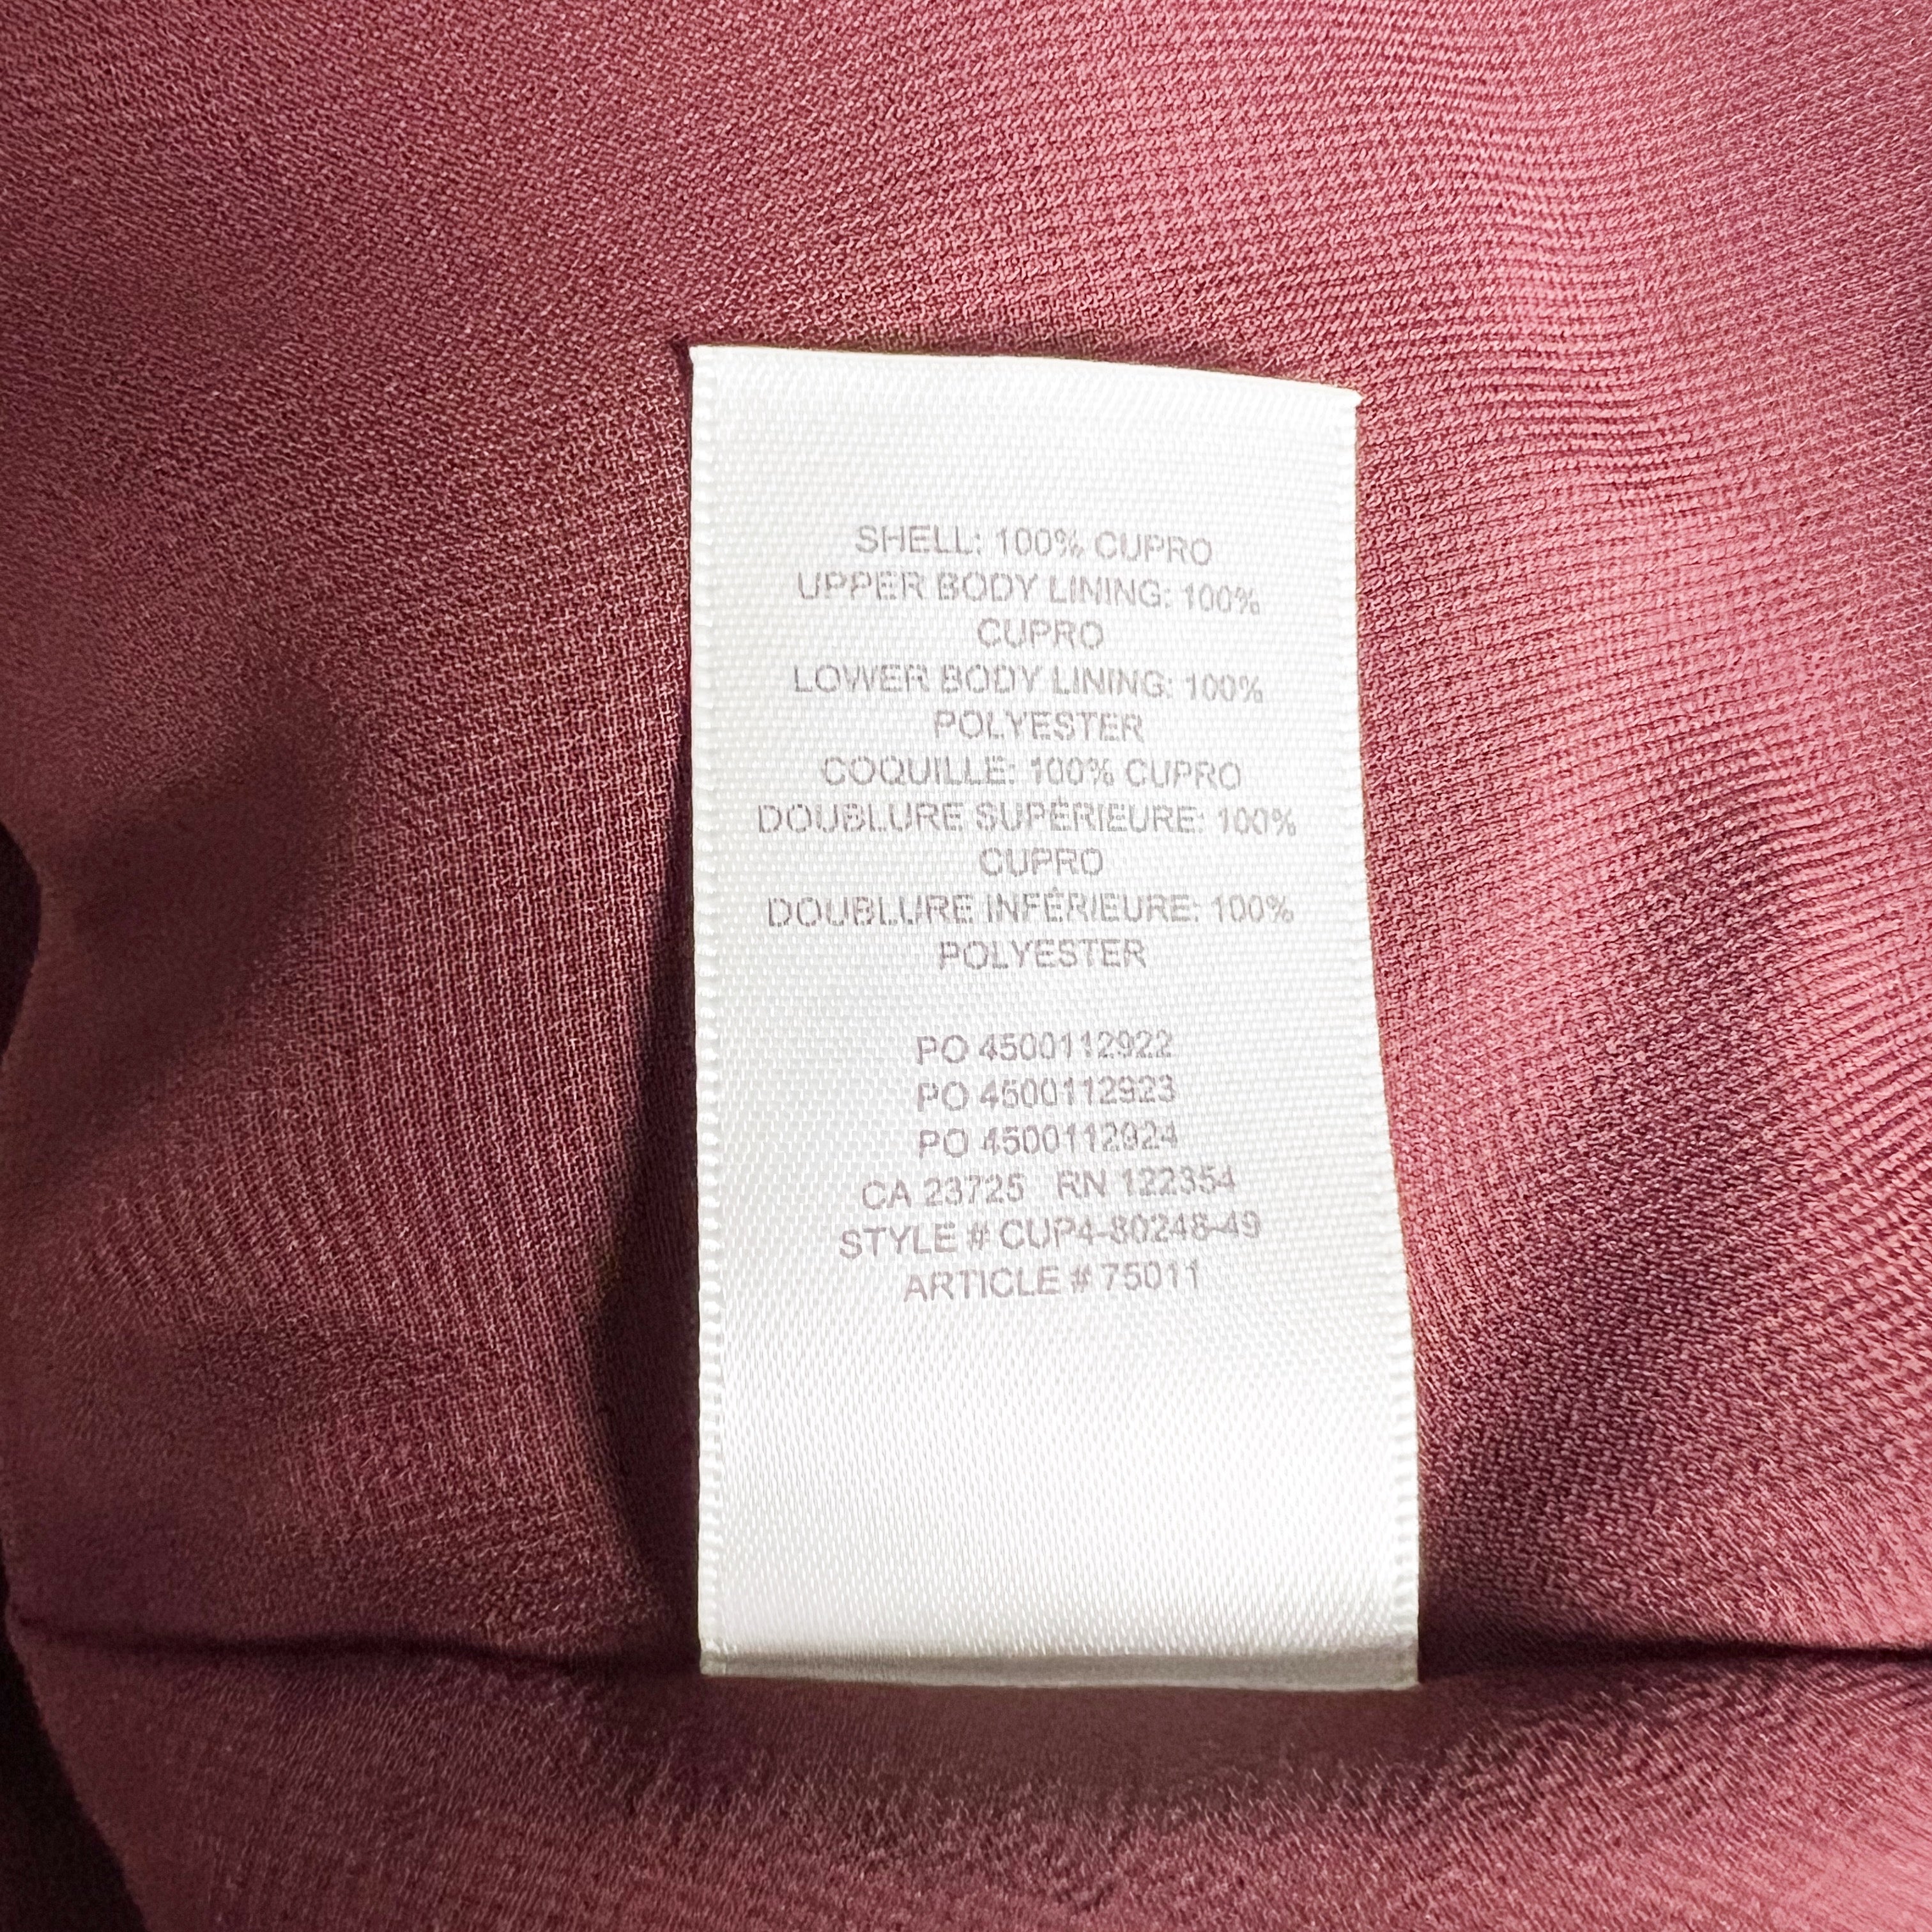 SHELL: 100% CUPRO
UPPER BODY LINING: 100%
CUPRO
LOWER BODY LINING: 100%
POLYESTER
COQUILLE: 100% CUPRO
DOUBLURE SUPÉRIEURE: 100%
CUPRO
DOUBLURE INFÉRIEURE: 100%
POLYESTER
PO 4500112922
PO 4500112923
PO 4500112924
CA 23725 RN 122354
STYLE # CUP4-80248-49
ARTICLE # 75011